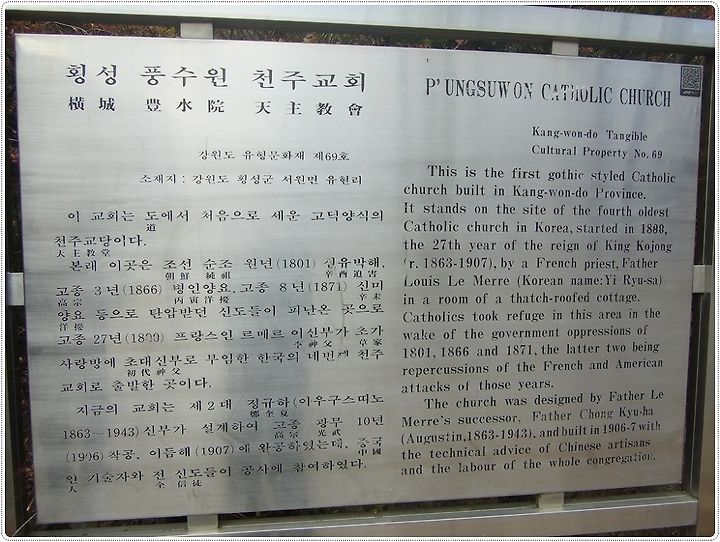 횡성 풍수원 천주교회
橫城 豊水院 天主教會
강원도 유형문화재 제69호
소재지 : 강원도 횡성군 서원면 유현리
이 교회는 도에서 처음으로 세운 고딕양식의
道
천주교당이다.
天主教堂
본래 이곳은 조선 순조 원년(1801) 신유박해,
朝鮮 純祖 辛酉迫害
고종 3년(1866) 병인양요, 고종 8년(1871) 신미
高宗 丙寅洋擾 辛未
양요 등으로 탄압받던 신도들이 피난온 곳으로
洋擾
고종 27년(1890) 프랑스인 르메르 이신부가 초가
李神父 草家
사랑방에 초대신부로 부임한 한국의 네번째 천주
初代神父
교회로 출발한 곳이다.
지금의 교회는 제2대 정규하(아우구스띠노
鄭奎夏
1863~1943)신부가 설계하여 고종 광무 10년
高宗 光武
(1906)착공, 이듬해(1907)에 완공하였는데, 중국
中國
인 기술자와 전 신도들이 공사에 참여하였다.
人 全信徒
P'UNGSUWON CATHOLIC CHURCH
Kang-won-do Tangible
Cultural Property No. 69
This is the first gothic styled Catholic
church built in Kang-won-do Province.
It stands on the site of the fourth oldest
Catholic church in Korea, started in 1888,
the 27th year of the reign of King Kojong
(r. 1863-1907), by a French priest, Father
Louis Le Merre (Korean name: Yi Ryu-sa)
in a room of a thatch-roofed cottage.
Catholics took refuge in this area in the
wake of the government oppressions of
1801, 1866 and 1871, the latter two being
repercussions of the French and American
attacks of those years.
The church was designed by Father Le
Merre's successor, Father Chong Kyu-ha
(Augustin, 1863-1943), and built in 1906-7 with
the technical advice of Chinese artisans
and the labour of the whole congregation.